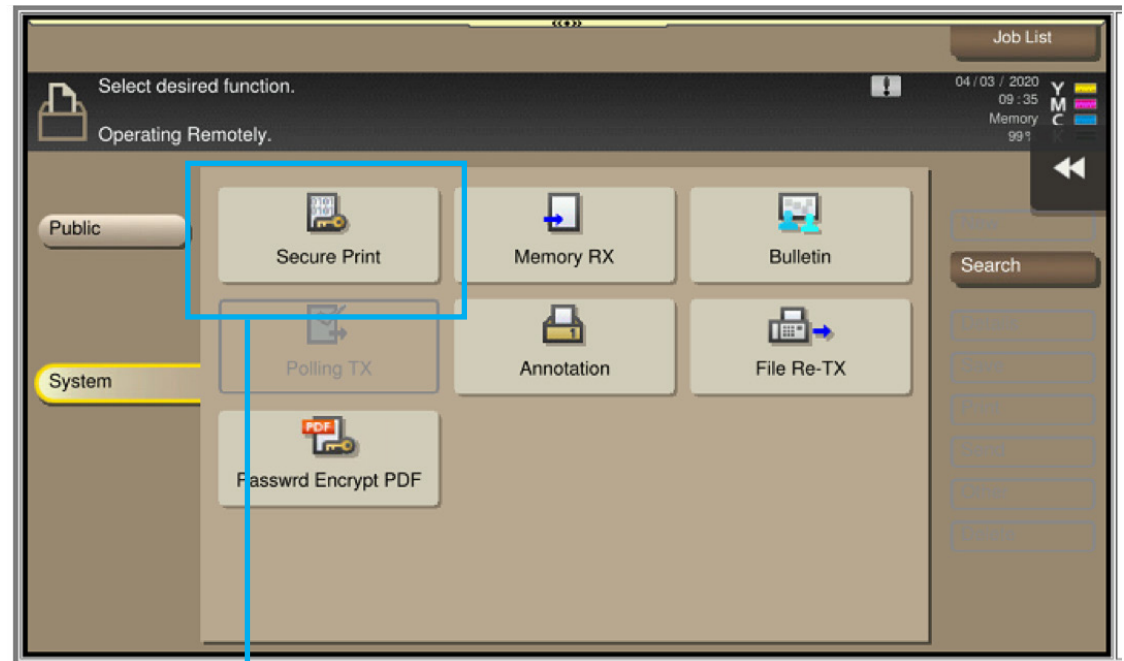 Job List
Select desired function.
Operating Remotely.
04 / 03 / 2020
09 : 35
Memory
Y
M
C
K
Public
System
Secure Print
Memory RX
Bulletin
Polling TX
Annotation
File Re-TX
PDF
Passwrd Encrypt PDF
Search